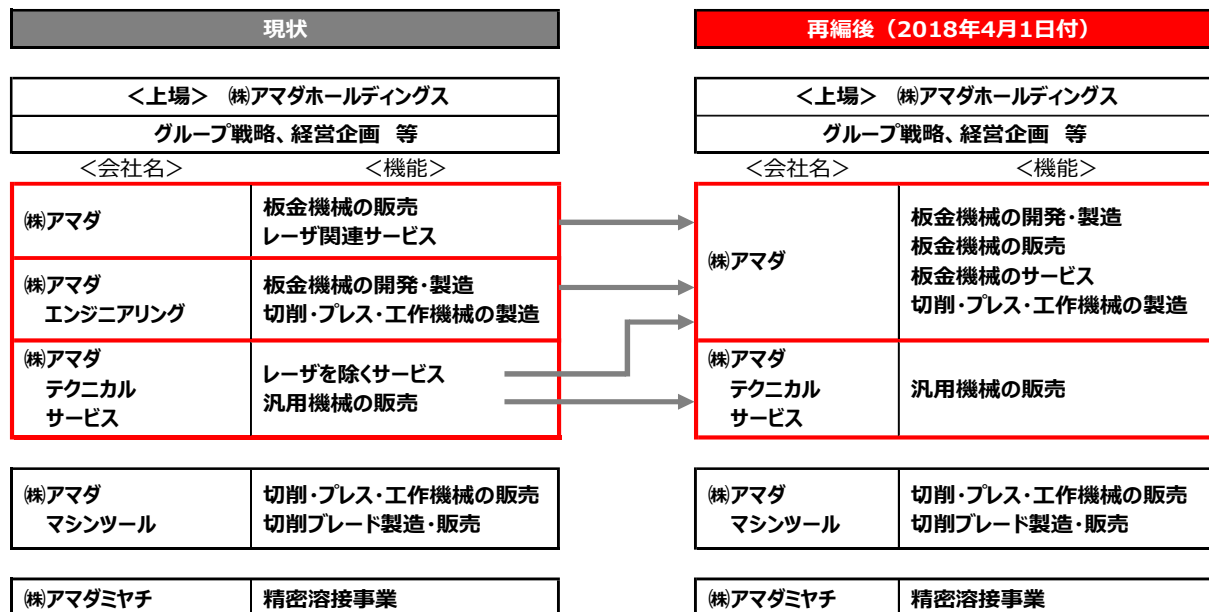 現状
<上場> ㈱アマダホールディングス
グループ戦略、経営企画 等
<会社名> <機能>
㈱アマダ
板金機械の販売
レーザ関連サービス
㈱アマダ
エンジニアリング
板金機械の開発・製造
切削・プレス・工作機械の製造
㈱アマダ
テクニカル
サービス
レーザを除くサービス
汎用機械の販売
㈱アマダ
マシンツール
切削・プレス・工作機械の販売
切削ブレード製造・販売
㈱アマダミヤチ
精密溶接事業
再編後（2018年4月1日付）
<上場> ㈱アマダホールディングス
グループ戦略、経営企画 等
<会社名> <機能>
㈱アマダ
板金機械の開発・製造
板金機械の販売
板金機械のサービス
切削・プレス・工作機械の製造
㈱アマダ
テクニカル
サービス
汎用機械の販売
㈱アマダ
マシンツール
切削・プレス・工作機械の販売
切削ブレード製造・販売
㈱アマダミヤチ
精密溶接事業